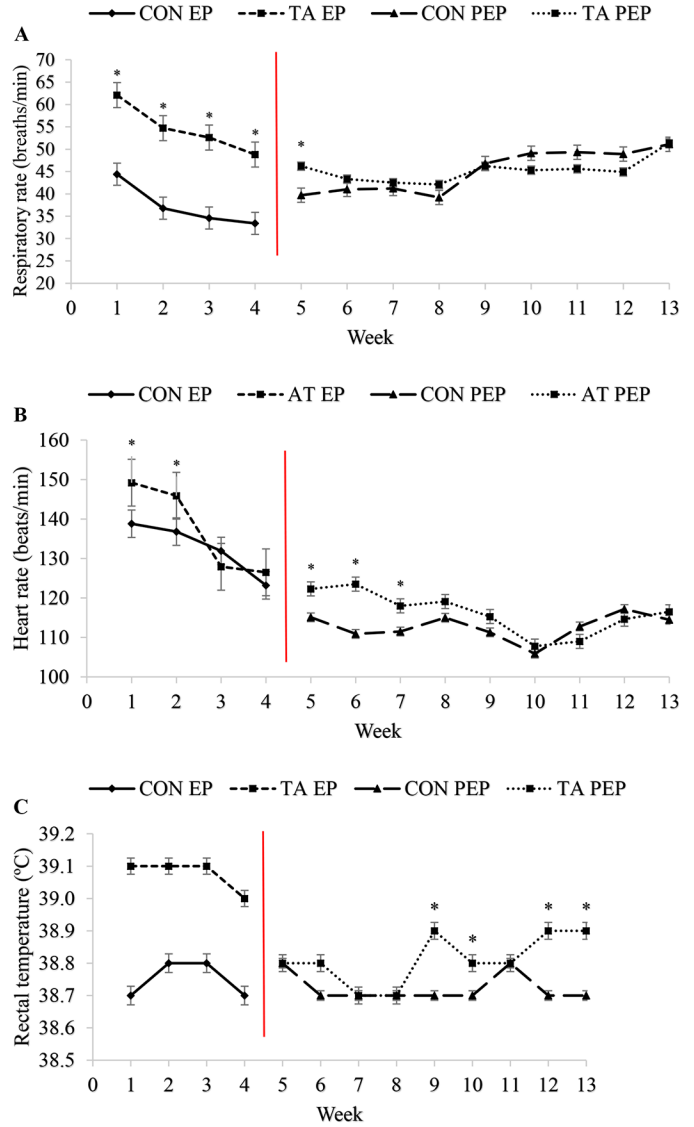 CON EP TA EP CON PEP TA PEP
A
70
65
60
55
50
45
40
35
30
25
20
Respiratory rate (breaths/min)
* * * * *
0 1 2 3 4 5 6 7 8 9 10 11 12 13
Week
CON EP AT EP CON PEP AT PEP
B
160
150
140
130
120
110
100
Heart rate (beats/min)
* * * * *
0 1 2 3 4 5 6 7 8 9 10 11 12 13
Week
CON EP TA EP CON PEP TA PEP
C
39.2
39.1
39.0
38.9
38.8
38.7
38.6
38.5
Rectal temperature (ºC)
* * * *
0 1 2 3 4 5 6 7 8 9 10 11 12 13
Week